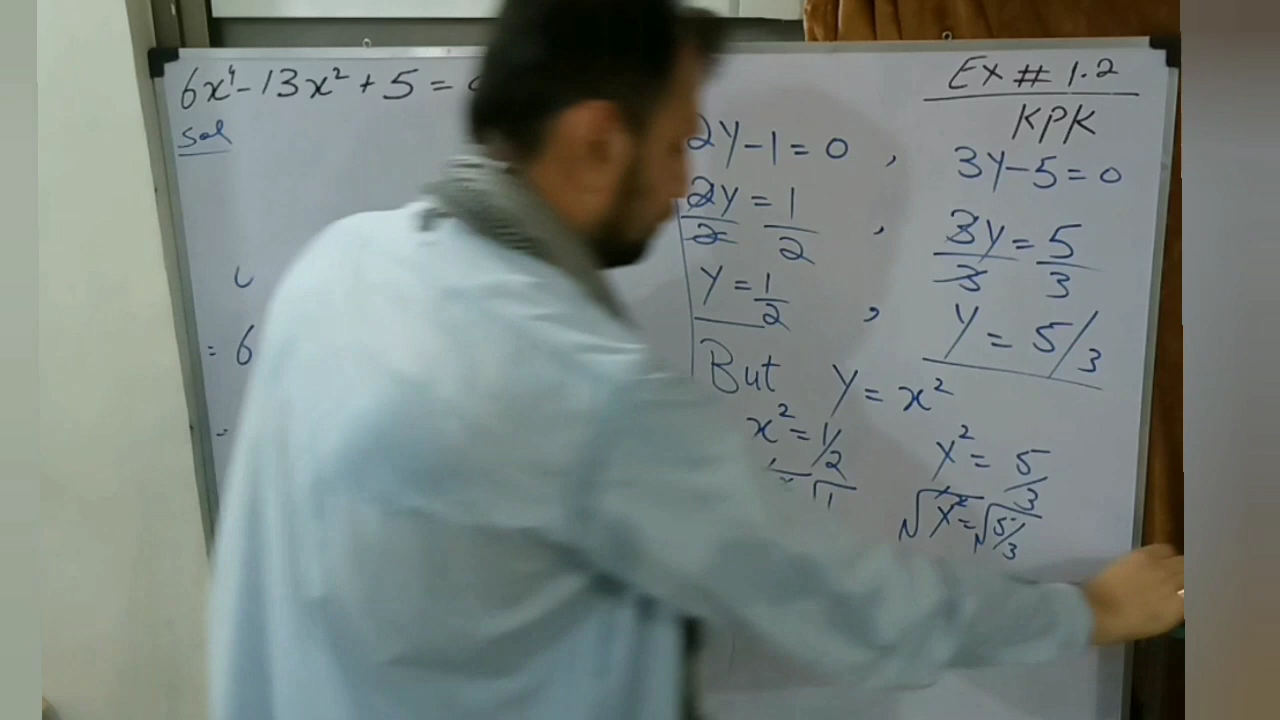 6x⁴-13x²+5=
Ex # 1.2
KPK
Sol
2y-1=0 , 3y-5=0
2y/2 = 1/2 , 3y/3 = 5/3
y = 1/2 , y = 5/3
= 6
But y = x²
x² = 1/2 x² = 5/3
√x² = √5/3